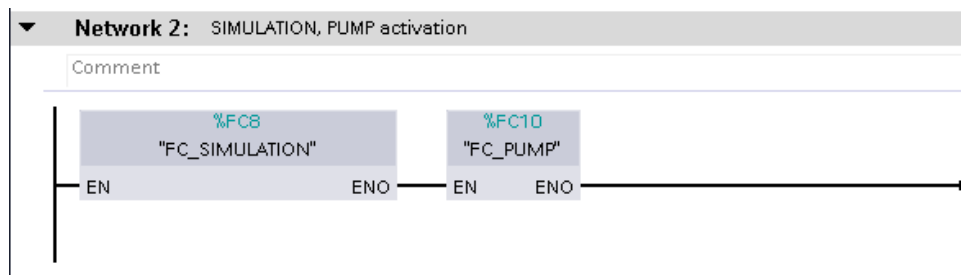 Network 2: SIMULATION, PUMP activation
Comment
%FC8 %FC10
"FC_SIMULATION" "FC_PUMP"
EN ENO EN ENO